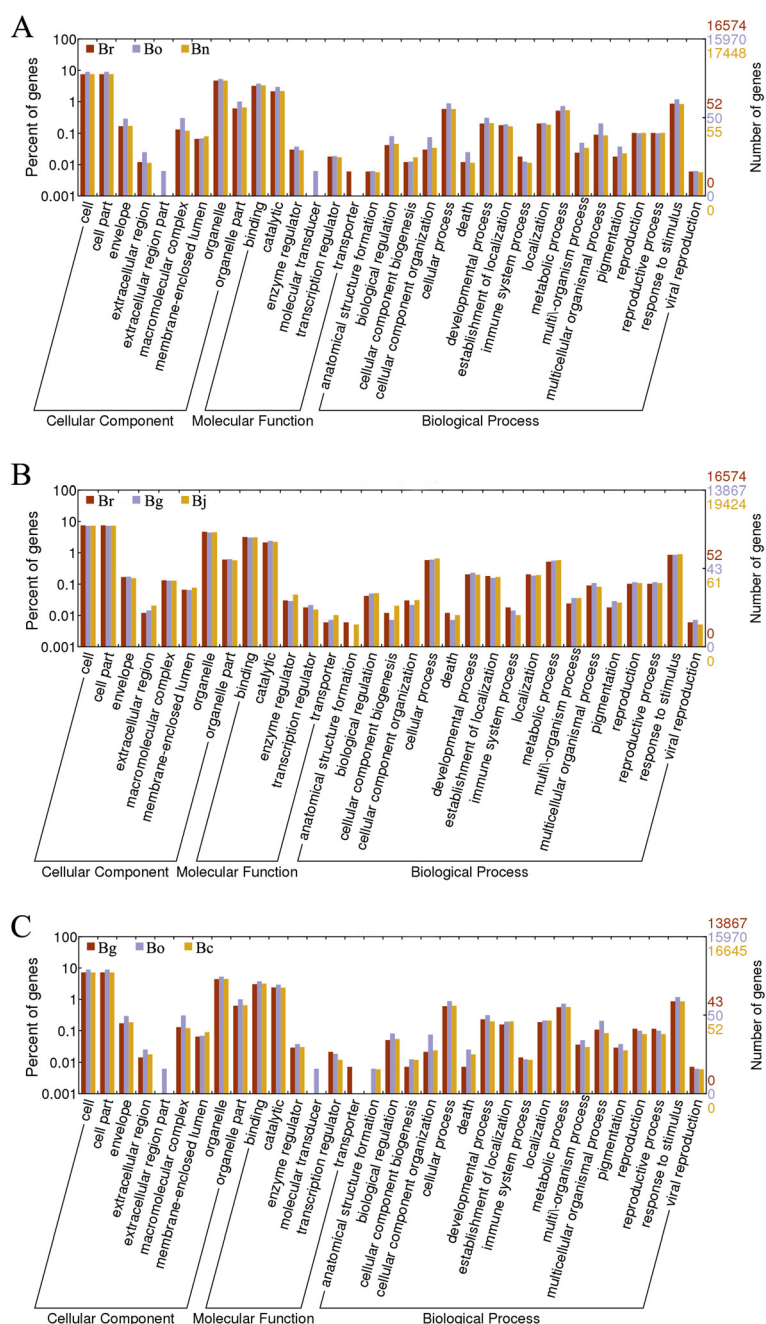 A
16574
15970
17448
100
10
1
0.1
0.01
0.001
Percent of genes
Br Bo Bn
52
50
55
0
0
0
Number of genes
cell
cell part
envelope
extracellular region
extracellular region part
macromolecular complex
membrane-enclosed lumen
organelle
organelle part
binding
catalytic
enzyme regulator
molecular transducer
transcription regulator
transporter
anatomical structure formation
biological regulation
cellular component biogenesis
cellular component organization
cellular process
death
developmental process
establishment of localization
immune system process
localization
metabolic process
multi\-organism process
multicellular organismal process
pigmentation
reproduction
reproductive process
response to stimulus
viral reproduction
Cellular Component
Molecular Function
Biological Process
B
16574
13867
19424
100
10
1
0.1
0.01
0.001
Percent of genes
Br Bg Bj
52
43
61
0
0
0
Number of genes
cell
cell part
envelope
extracellular region
macromolecular complex
membrane-enclosed lumen
organelle
organelle part
binding
catalytic
enzyme regulator
transcription regulator
transporter
anatomical structure formation
biological regulation
cellular component biogenesis
cellular component organization
cellular process
death
developmental process
establishment of localization
immune system process
localization
metabolic process
multi\-organism process
multicellular organismal process
pigmentation
reproduction
reproductive process
response to stimulus
viral reproduction
Cellular Component
Molecular Function
Biological Process
C
13867
15970
16645
100
10
1
0.1
0.01
0.001
Percent of genes
Bg Bo Bc
43
50
52
0
0
0
Number of genes
cell
cell part
envelope
extracellular region
extracellular region part
macromolecular complex
membrane-enclosed lumen
organelle
organelle part
binding
catalytic
enzyme regulator
molecular transducer
transcription regulator
transporter
anatomical structure formation
biological regulation
cellular component biogenesis
cellular component organization
cellular process
death
developmental process
establishment of localization
immune system process
localization
metabolic process
multi\-organism process
multicellular organismal process
pigmentation
reproduction
reproductive process
response to stimulus
viral reproduction
Cellular Component
Molecular Function
Biological Process